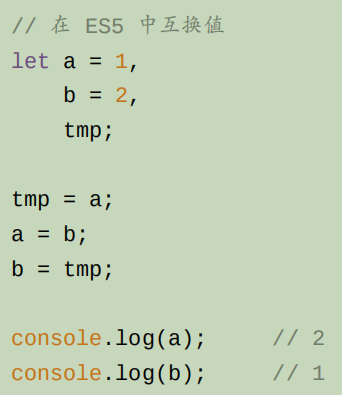 // 在 ES5 中互换值
let a = 1,
    b = 2,
    tmp;

tmp = a;
a = b;
b = tmp;

console.log(a);     // 2
console.log(b);     // 1